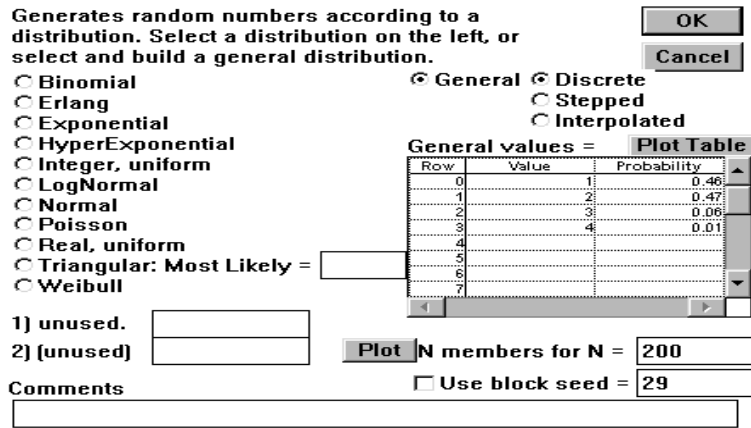 Generates random numbers according to a
distribution. Select a distribution on the left, or
select and build a general distribution.
OK
Cancel
Binomial
Erlang
Exponential
HyperExponential
Integer, uniform
LogNormal
Normal
Poisson
Real, uniform
Triangular: Most Likely =
Weibull
General Discrete
Stepped
Interpolated
General values = Plot Table
Row Value Probability
0 1 0.46
1 2 0.47
2 3 0.06
3 4 0.01
4
5
6
7
1) unused.
2) (unused)
Plot N members for N = 200
Use block seed = 29
Comments